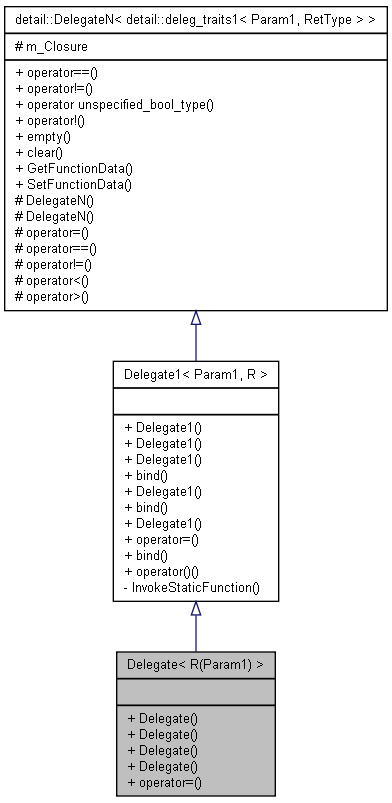 detail::DelegateN< detail::deleg_traits1< Param1, RetType > >
# m_Closure
+ operator==()
+ operator!=()
+ operator unspecified_bool_type()
+ operator!()
+ empty()
+ clear()
+ GetFunctionData()
+ SetFunctionData()
# DelegateN()
# DelegateN()
# operator=()
# operator==()
# operator!=()
# operator<()
# operator>()
Delegate1< Param1, R >
+ Delegate1()
+ Delegate1()
+ Delegate1()
+ bind()
+ Delegate1()
+ bind()
+ Delegate1()
+ operator=()
+ bind()
+ operator()()
- InvokeStaticFunction()
Delegate< R(Param1) >
+ Delegate()
+ Delegate()
+ Delegate()
+ Delegate()
+ operator=()